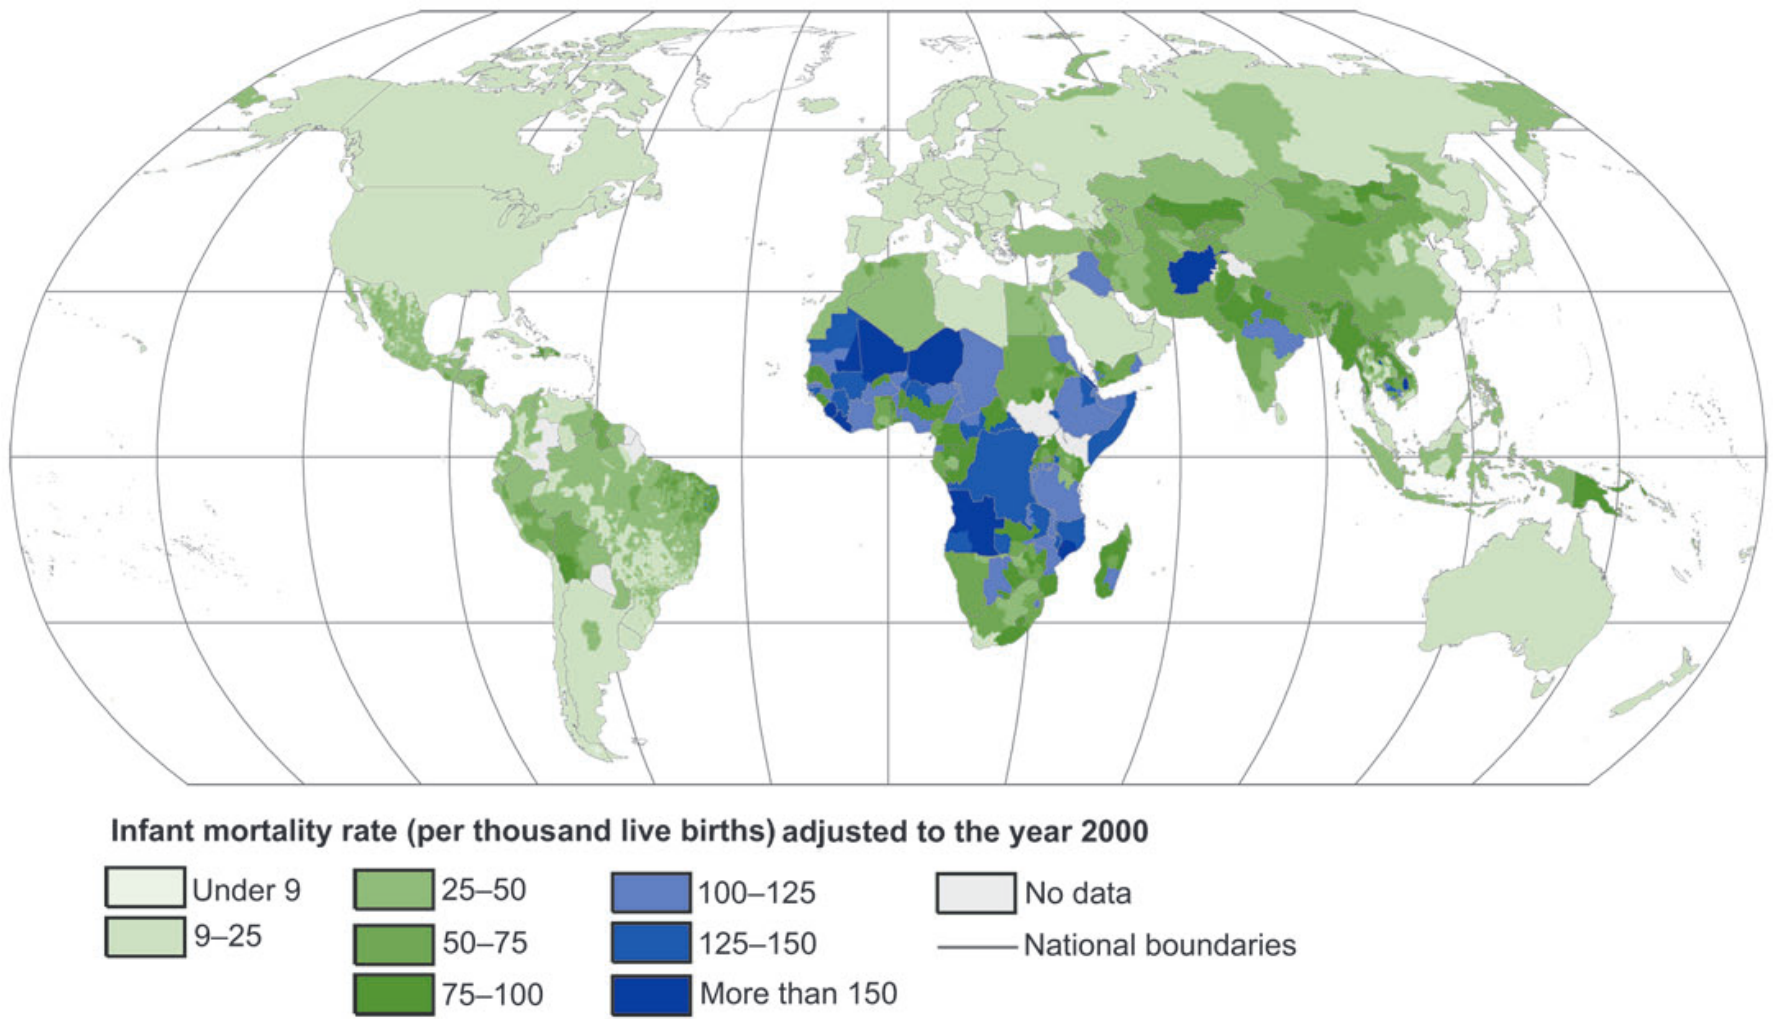 Infant mortality rate (per thousand live births) adjusted to the year 2000
Under 9
9–25
25–50
50–75
75–100
100–125
125–150
More than 150
No data
National boundaries